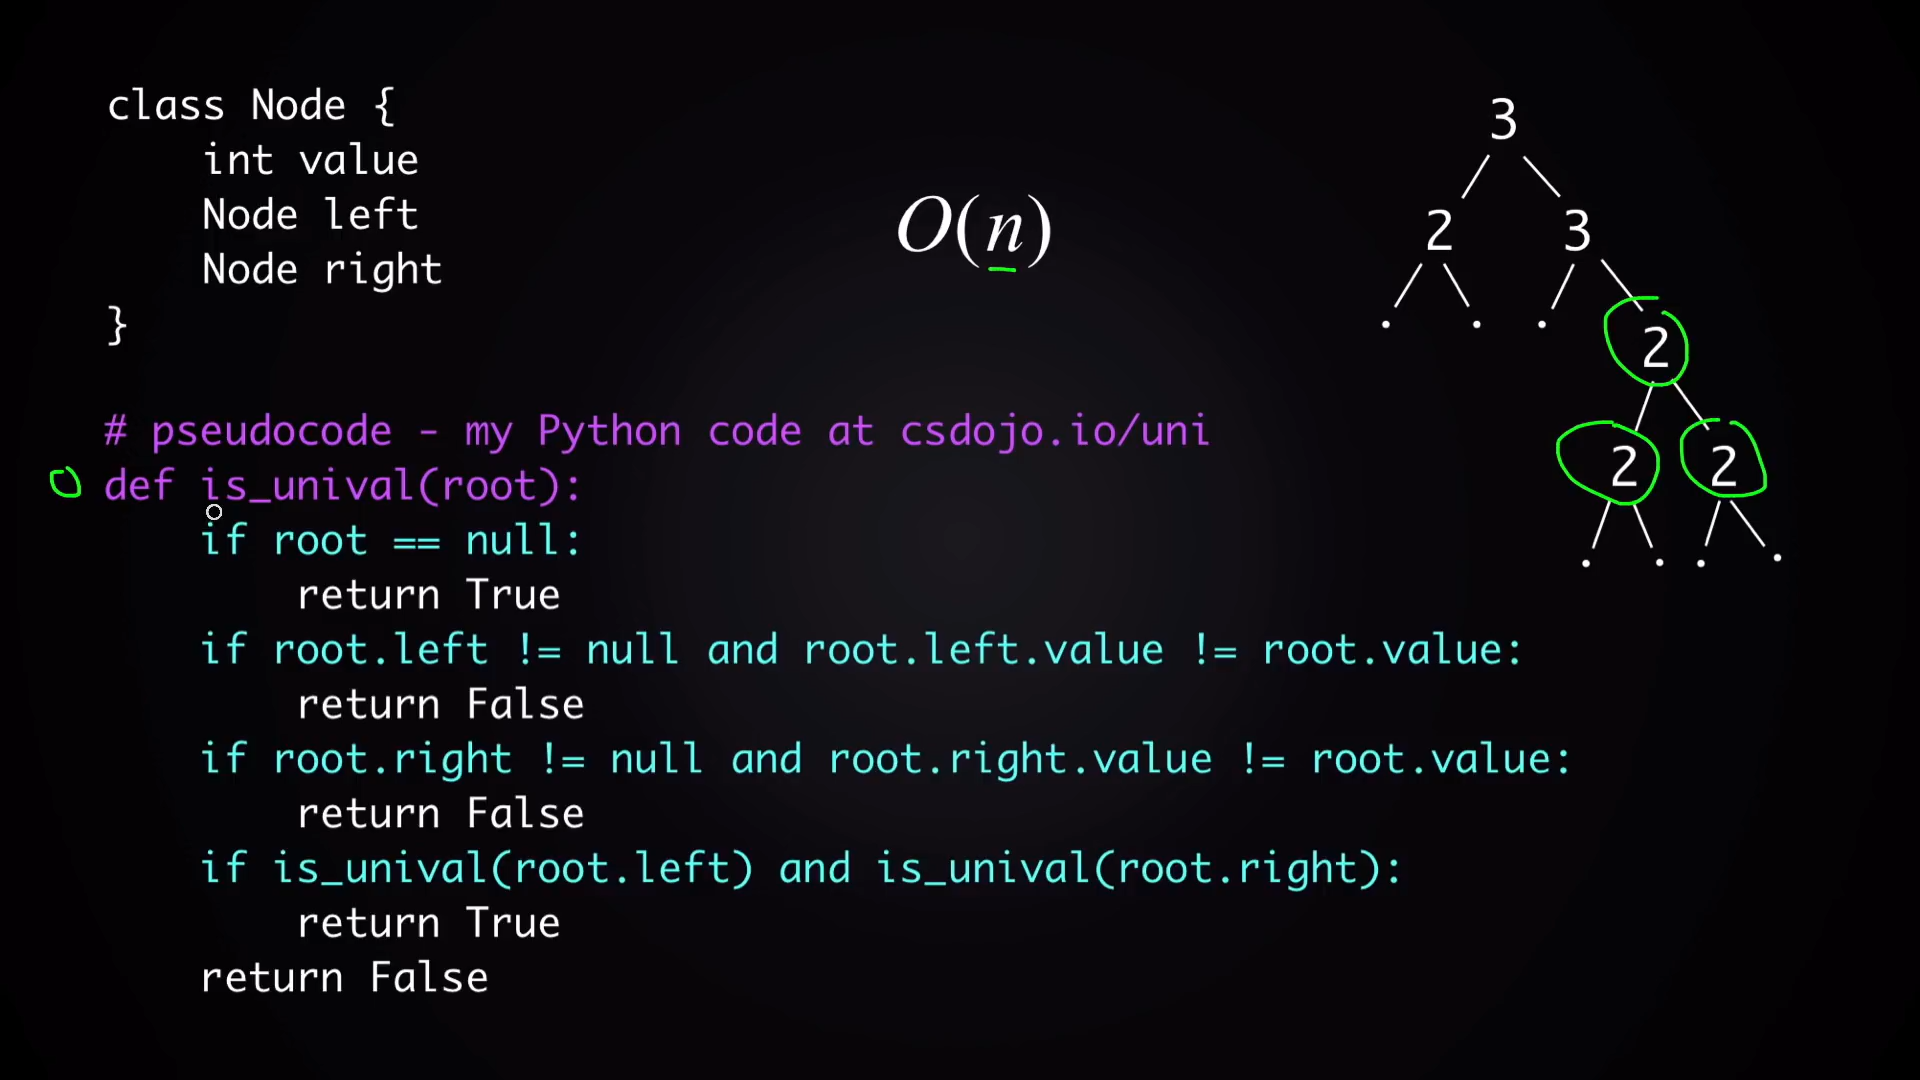 class Node {
    int value
    Node left
    Node right
}
O(n)
3
2 3
2
2 2
# pseudocode - my Python code at csdojo.io/uni
def is_unival(root):
    if root == null:
        return True
    if root.left != null and root.left.value != root.value:
        return False
    if root.right != null and root.right.value != root.value:
        return False
    if is_unival(root.left) and is_unival(root.right):
        return True
    return False